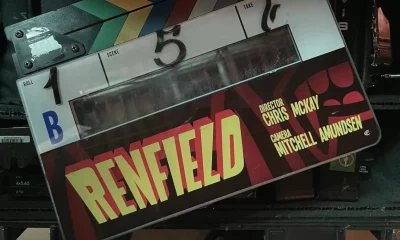 ROLL SCENE TAKE
1 5
B
RENFIELD
DIRECTOR
CHRIS MCKAY
CAMERA
MITCHELL AMUNDSEN